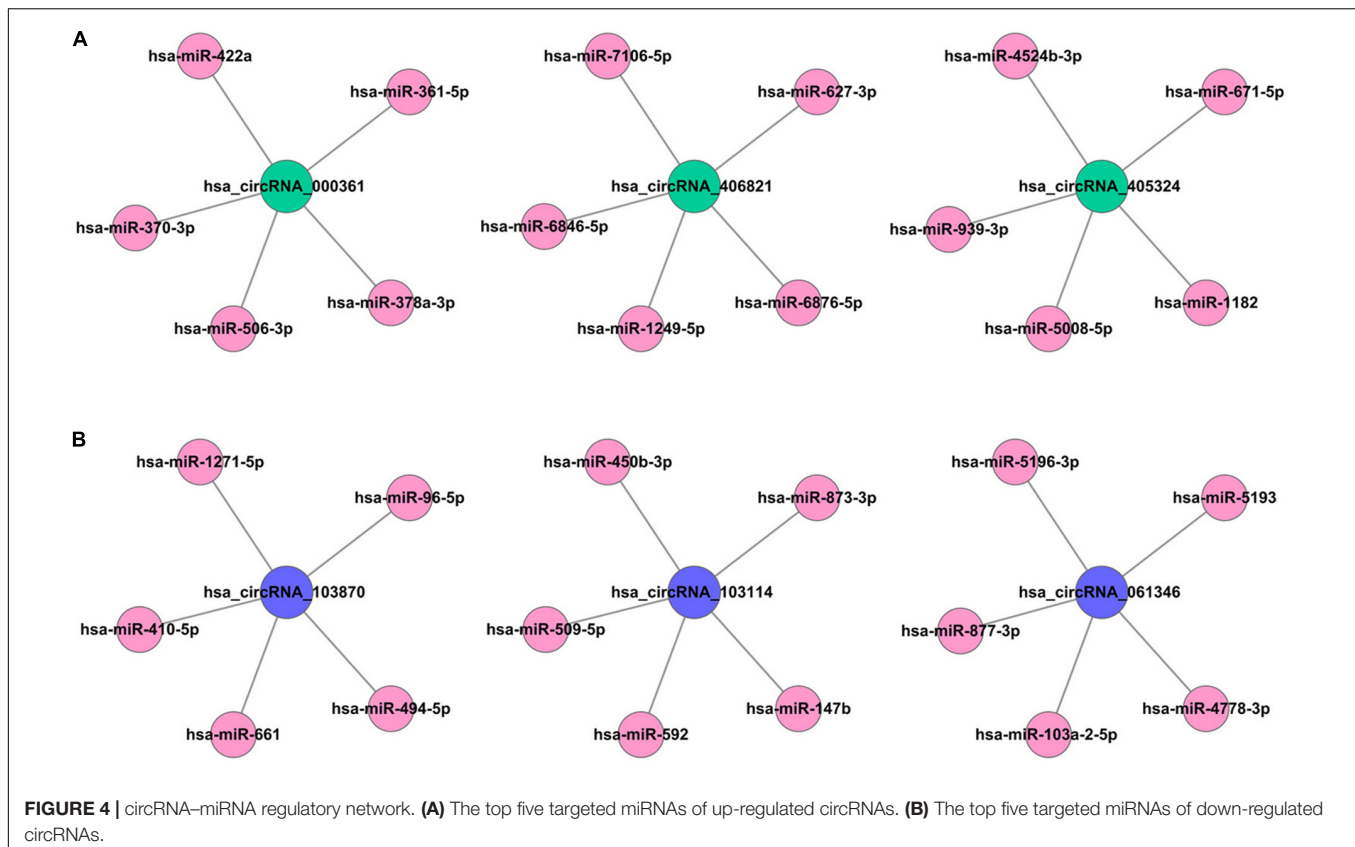 A
hsa-miR-422a
hsa-miR-361-5p
hsa_circRNA_000361
hsa-miR-370-3p
hsa-miR-378a-3p
hsa-miR-506-3p
hsa-miR-7106-5p
hsa-miR-627-3p
hsa_circRNA_406821
hsa-miR-6846-5p
hsa-miR-6876-5p
hsa-miR-1249-5p
hsa-miR-4524b-3p
hsa-miR-671-5p
hsa_circRNA_405324
hsa-miR-939-3p
hsa-miR-1182
hsa-miR-5008-5p
B
hsa-miR-1271-5p
hsa-miR-96-5p
hsa_circRNA_103870
hsa-miR-410-5p
hsa-miR-494-5p
hsa-miR-661
hsa-miR-450b-3p
hsa-miR-873-3p
hsa_circRNA_103114
hsa-miR-509-5p
hsa-miR-147b
hsa-miR-592
hsa-miR-5196-3p
hsa-miR-5193
hsa_circRNA_061346
hsa-miR-877-3p
hsa-miR-4778-3p
hsa-miR-103a-2-5p
FIGURE 4 | circRNA–miRNA regulatory network. (A) The top five targeted miRNAs of up-regulated circRNAs. (B) The top five targeted miRNAs of down-regulated
circRNAs.